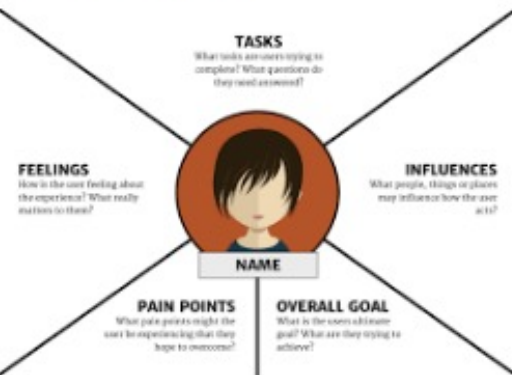 TASKS
What tasks are users trying to
complete? What questions do
they need answered?
FEELINGS
How is the user feeling about
the experience? What really
matters to them?
INFLUENCES
What people, things or places
may influence how the user
acts?
NAME
PAIN POINTS
What pain points might the
user be experiencing that they
hope to overcome?
OVERALL GOAL
What is the users ultimate
goal? What are they trying to
achieve?